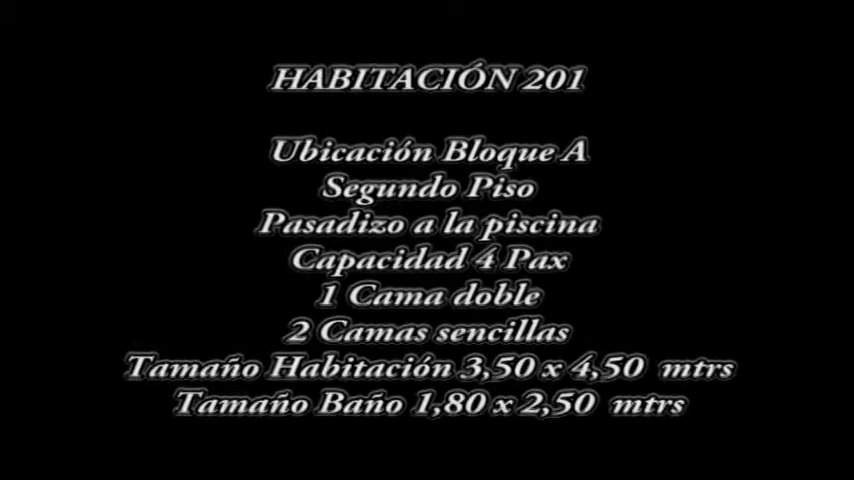 HABITACIÓN 201
Ubicación Bloque A
Segundo Piso
Pasadizo a la piscina
Capacidad 4 Pax
1 Cama doble
2 Camas sencillas
Tamaño Habitación 3,50 x 4,50 mtrs
Tamaño Baño 1,80 x 2,50 mtrs